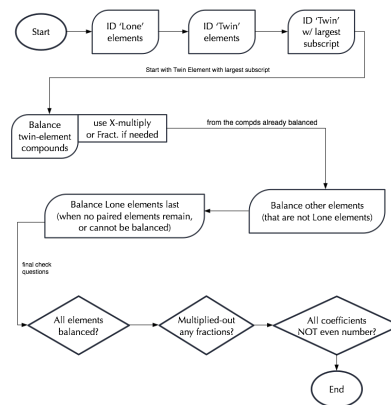 Start
ID 'Lone'
elements
ID 'Twin'
elements
ID 'Twin'
w/ largest
subscript
Start with Twin Element with largest subscript
Balance
twin-element
compounds
use X-multiply
or Fract. if needed
from the compds already balanced
Balance Lone elements last
(when no paired elements remain,
or cannot be balanced)
Balance other elements
(that are not Lone elements)
final check
questions
All elements
balanced?
Multiplied-out
any fractions?
All coefficients
NOT even number?
End